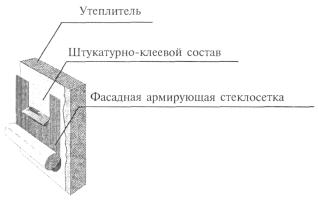 Утеплитель
Штукатурно-клеевой состав
Фасадная армирующая стеклосетка